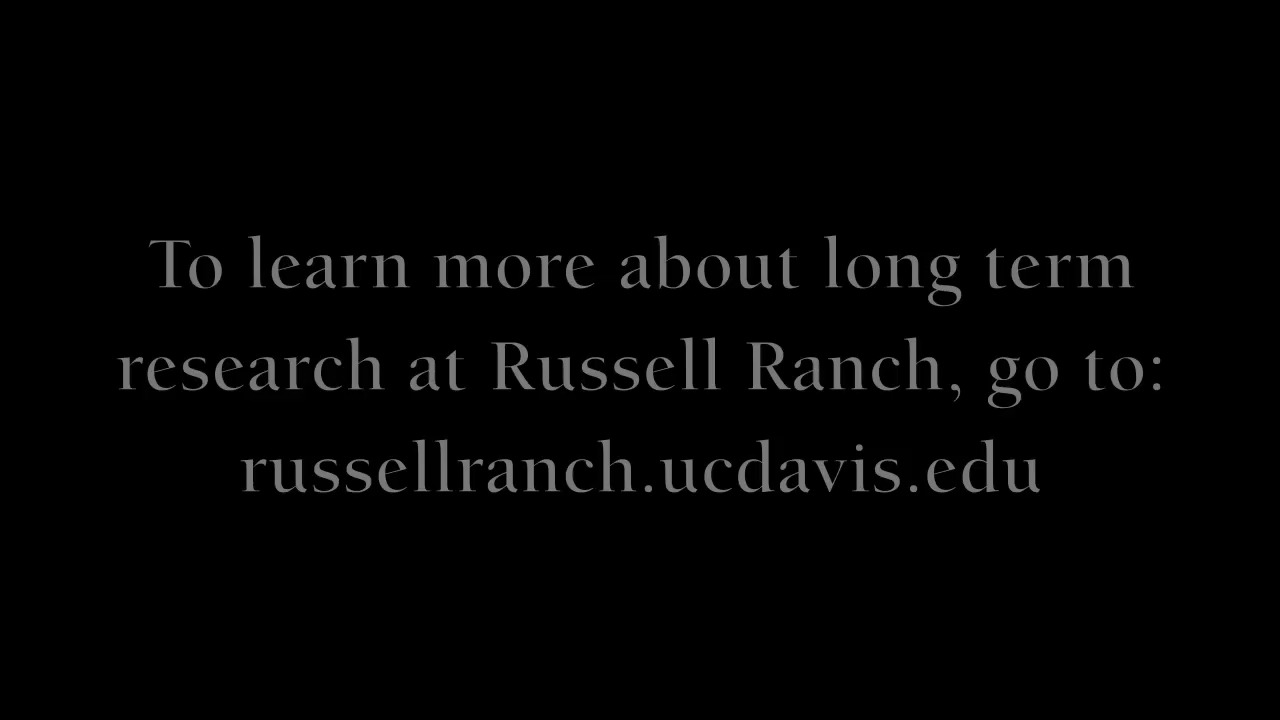 To learn more about long term
research at Russell Ranch, go to:
russellranch.ucdavis.edu